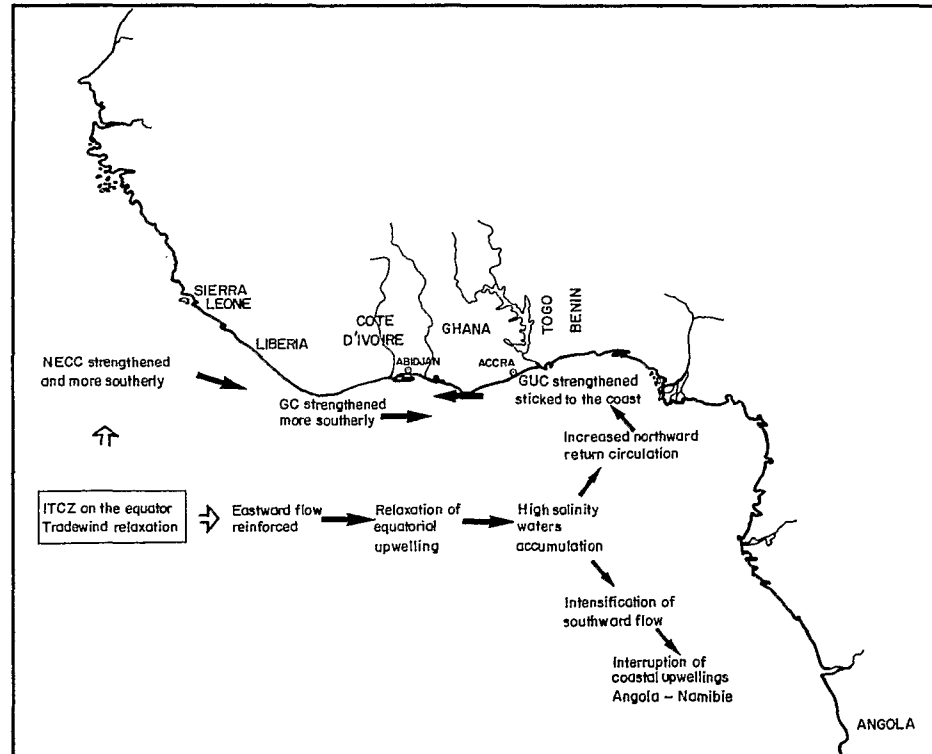 SIERRA
LEONE
LIBERIA
COTE
D'IVOIRE
ABIDJAN
GHANA
ACCRA
TOGO
BENIN
NECC strengthened
and more southerly
GC strengthened
more southerly
GUC strengthened
sticked to the coast
Increased northward
return circulation
ITCZ on the equator
Tradewind relaxation
Eastward flow
reinforced
Relaxation of
equatorial
upwelling
High salinity
waters
accumulation
Intensification of
southward flow
Interruption of
coastal upwellings
Angola – Namibie
ANGOLA